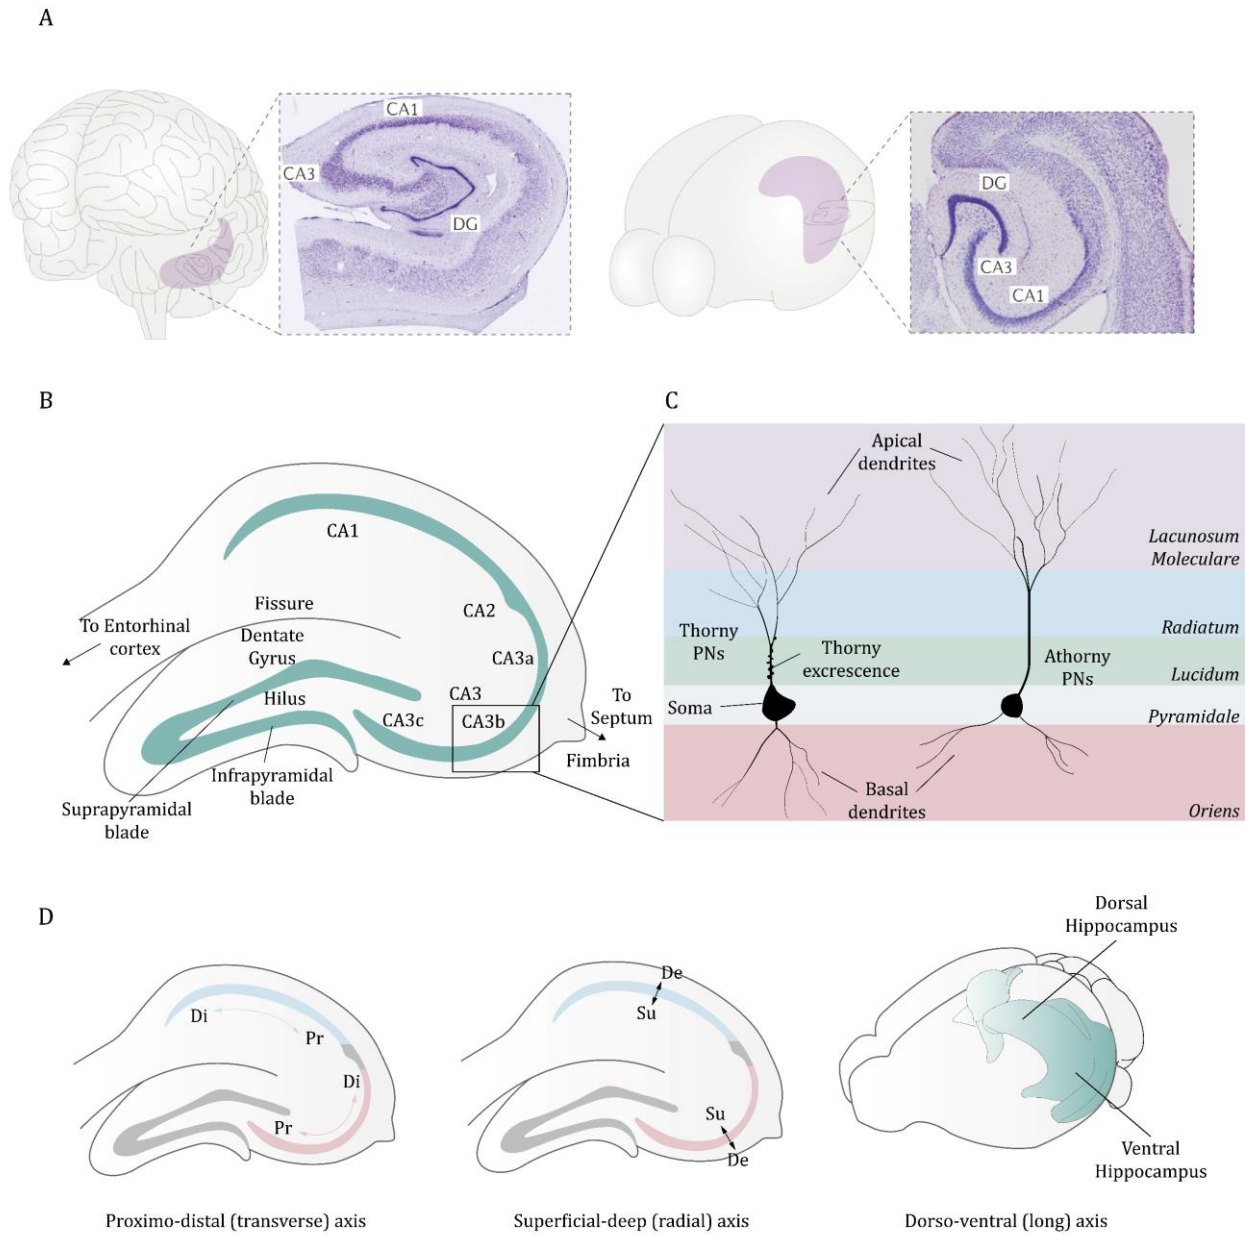 A
CA1
CA3
DG
DG
CA3
CA1
B
CA1
Fissure
CA2
To Entorhinal
cortex
Dentate
Gyrus
CA3a
Hilus
CA3
CA3c
CA3b
To
Septum
Fimbria
Infrapyramidal
blade
Suprapyramidal
blade
C
Apical
dendrites
Lacunosum
Moleculare
Radiatum
Thorny
PNs
Thorny
excrescence
Athorny
PNs
Lucidum
Soma
Pyramidale
Basal
dendrites
Oriens
D
Di
Pr
Di
Pr
Proximo-distal (transverse) axis
De
Su
Su
De
Superficial-deep (radial) axis
Dorsal
Hippocampus
Ventral
Hippocampus
Dorso-ventral (long) axis